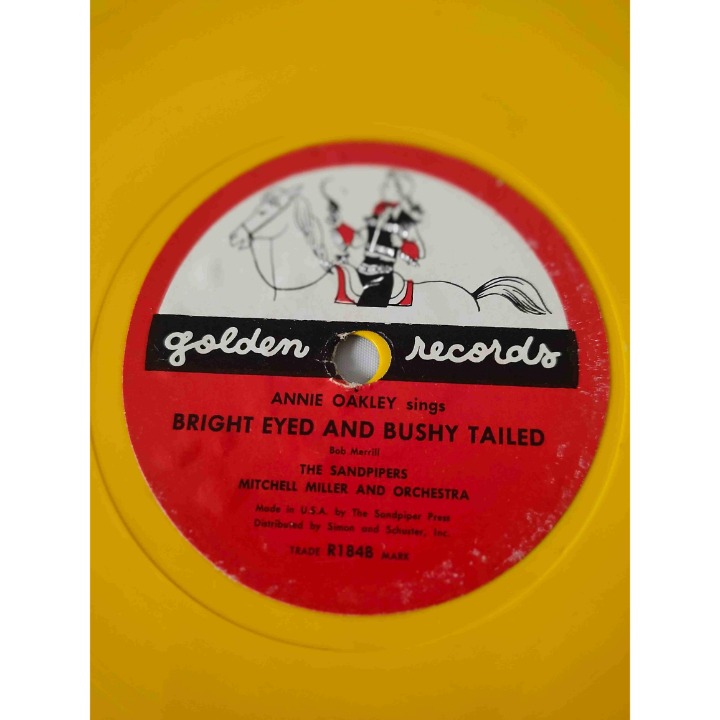 golden records
ANNIE OAKLEY sings
BRIGHT EYED AND BUSHY TAILED
Bob Merrill
THE SANDPIPERS
MITCHELL MILLER AND ORCHESTRA
Made in U.S.A. by The Sandpiper Press
Distributed by Simon and Schuster, Inc.
TRADE R184B MARK